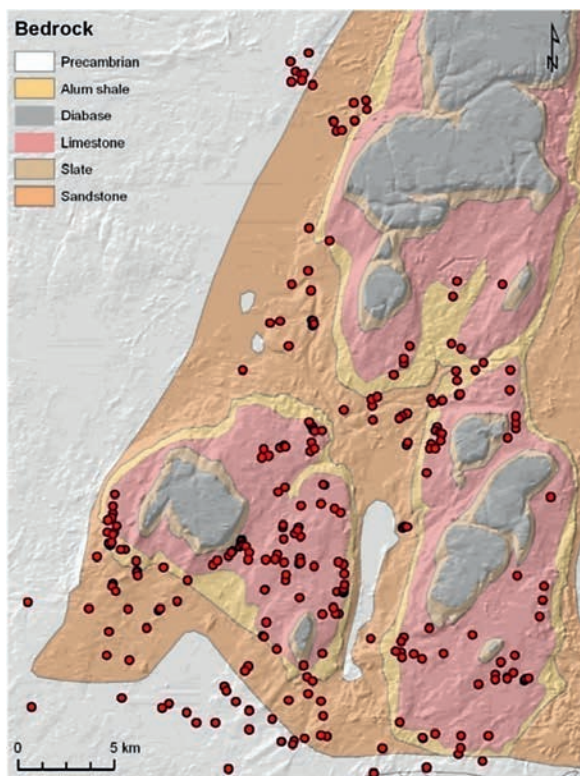 Bedrock
Precambrian
Alum shale
Diabase
Limestone
Slate
Sandstone
N
0 5 km